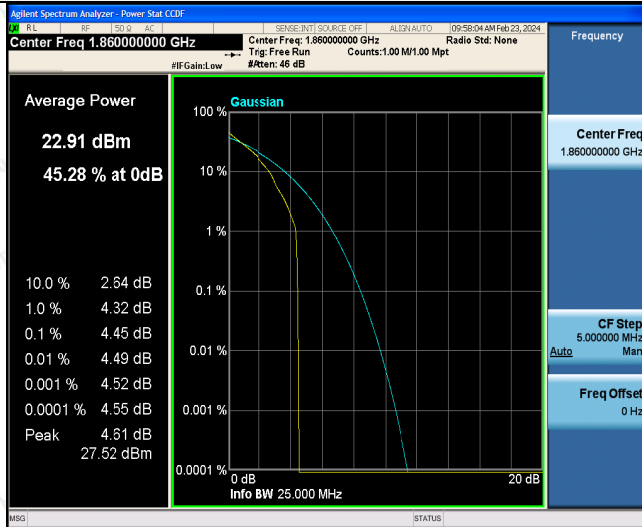 Agilent Spectrum Analyzer - Power Stat CCDF
LXI RL RF 50 Ω AC SENSE:INT SOURCE OFF ALIGN AUTO 09:58:04 AM Feb 23, 2024
Center Freq 1.860000000 GHz
Center Freq: 1.860000000 GHz Radio Std: None
Trig: Free Run Counts:1.00 M/1.00 Mpt
#IFGain:Low #Atten: 46 dB
Frequency
Average Power
22.91 dBm
45.28 % at 0dB
10.0 % 2.64 dB
1.0 % 4.32 dB
0.1 % 4.45 dB
0.01 % 4.49 dB
0.001 % 4.52 dB
0.0001 % 4.55 dB
Peak 4.61 dB
27.52 dBm
Gaussian
100 %
10 %
1 %
0.1 %
0.01 %
0.001 %
0.0001 %
0 dB 20 dB
Info BW 25.000 MHz
Center Freq
1.860000000 GHz
CF Step
5.000000 MHz
Auto Man
Freq Offset
0 Hz
MSG STATUS